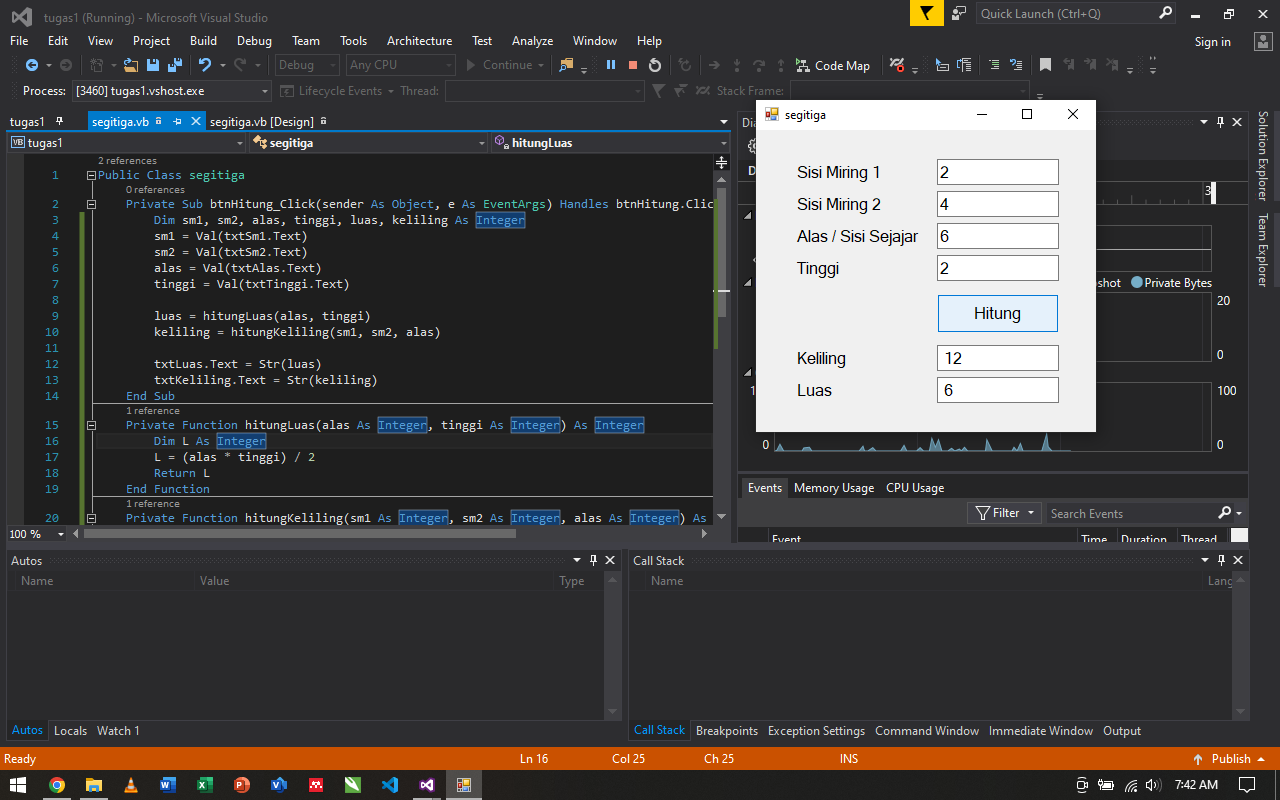 tugas1 (Running) - Microsoft Visual Studio
Quick Launch (Ctrl+Q)
File Edit View Project Build Debug Team Tools Architecture Test Analyze Window Help
Sign in
Debug Any CPU Continue Code Map
Process: [3460] tugas1.vshost.exe Lifecycle Events Thread: Stack Frame:
tugas1 segitiga.vb segitiga.vb [Design]
VB tugas1 segitiga hitungLuas
2 references
1 Public Class segitiga
0 references
2 Private Sub btnHitung_Click(sender As Object, e As EventArgs) Handles btnHitung.Clic
3 Dim sm1, sm2, alas, tinggi, luas, keliling As Integer
4 sm1 = Val(txtSm1.Text)
5 sm2 = Val(txtSm2.Text)
6 alas = Val(txtAlas.Text)
7 tinggi = Val(txtTinggi.Text)
8
9 luas = hitungLuas(alas, tinggi)
10 keliling = hitungKeliling(sm1, sm2, alas)
11
12 txtLuas.Text = Str(luas)
13 txtKeliling.Text = Str(keliling)
14 End Sub
1 reference
15 Private Function hitungLuas(alas As Integer, tinggi As Integer) As Integer
16 Dim L As Integer
17 L = (alas * tinggi) / 2
18 Return L
19 End Function
1 reference
20 Private Function hitungKeliling(sm1 As Integer, sm2 As Integer, alas As Integer) As
100 %
segitiga
Sisi Miring 1 2
Sisi Miring 2 4
Alas / Sisi Sejajar 6
Tinggi 2
Hitung
Keliling 12
Luas 6
Dia
Private Bytes
20
0
100
0
0
Solution Explorer
Team Explorer
Events Memory Usage CPU Usage
Filter Search Events
Event Time Duration Thread
Autos
Name Value Type
Call Stack
Name Lang
Autos Locals Watch 1
Call Stack Breakpoints Exception Settings Command Window Immediate Window Output
Ready Ln 16 Col 25 Ch 25 INS Publish
7:42 AM